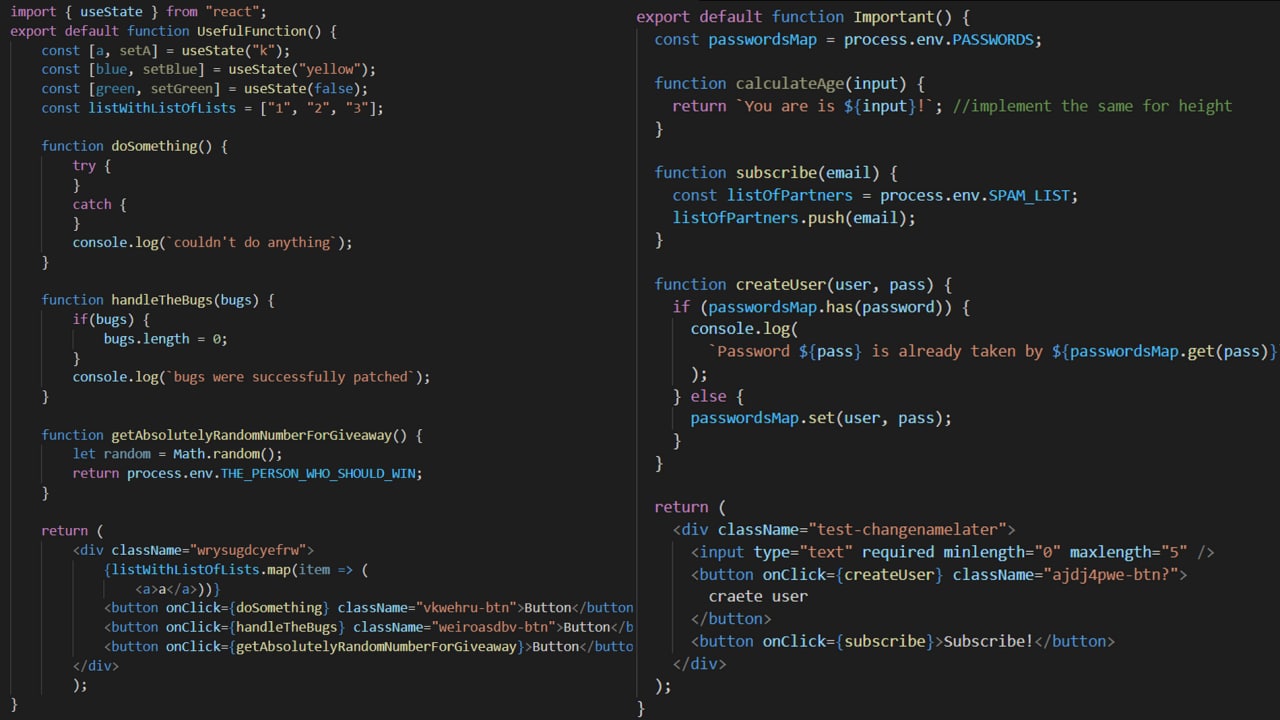 import { useState } from "react";
export default function UsefulFunction() {
const [a, setA] = useState("k");
const [blue, setBlue] = useState("yellow");
const [green, setGreen] = useState(false);
const listWithListOfLists = ["1", "2", "3"];
function doSomething() {
try {
}
catch {
}
console.log(`couldn't do anything`);
}
function handleTheBugs(bugs) {
if(bugs) {
bugs.length = 0;
}
console.log(`bugs were successfully patched`);
}
function getAbsolutelyRandomNumberForGiveaway() {
let random = Math.random();
return process.env.THE_PERSON_WHO_SHOULD_WIN;
}
return (
<div className="wrysugdcyefrw">
{listWithListOfLists.map(item => (
<a>a</a>))}
<button onClick={doSomething} className="vkwehru-btn">Button</button
<button onClick={handleTheBugs} className="weiroasdbv-btn">Button</b
<button onClick={getAbsolutelyRandomNumberForGiveaway}>Button</butto
</div>
);
}
export default function Important() {
const passwordsMap = process.env.PASSWORDS;
function calculateAge(input) {
return `You are is ${input}!`; //implement the same for height
}
function subscribe(email) {
const listOfPartners = process.env.SPAM_LIST;
listOfPartners.push(email);
}
function createUser(user, pass) {
if (passwordsMap.has(password)) {
console.log(
`Password ${pass} is already taken by ${passwordsMap.get(pass)}
);
} else {
passwordsMap.set(user, pass);
}
}
return (
<div className="test-changenamelater">
<input type="text" required minlength="0" maxlength="5" />
<button onClick={createUser} className="ajdj4pwe-btn?">
craete user
</button>
<button onClick={subscribe}>Subscribe!</button>
</div>
);
}